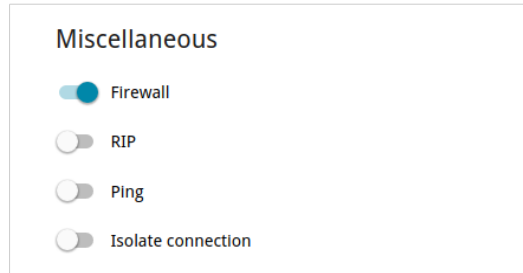 Miscellaneous
Firewall
RIP
Ping
Isolate connection